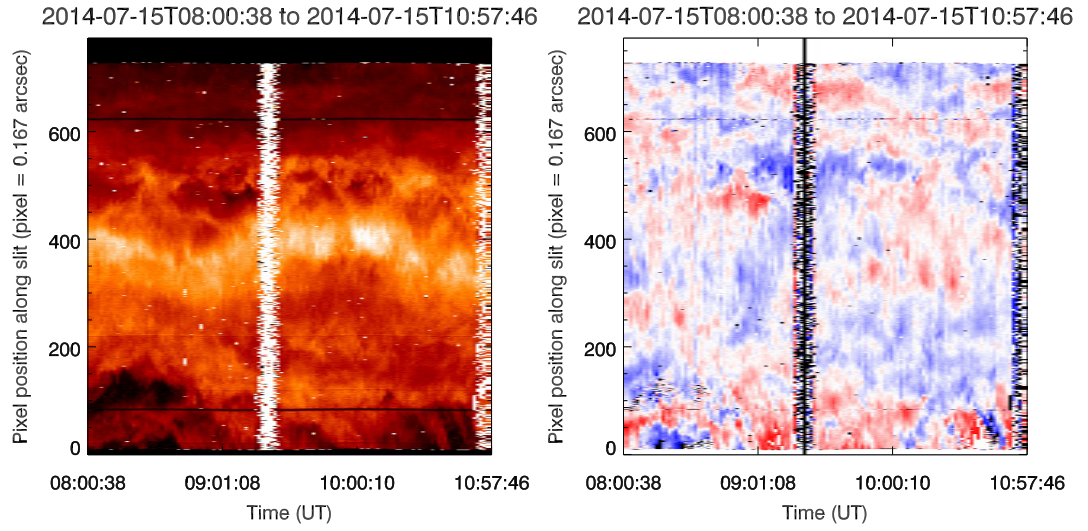 2014-07-15T08:00:38 to 2014-07-15T10:57:46
Pixel position along slit (pixel = 0.167 arcsec)
600
400
200
0
08:00:38
09:01:08
10:00:10
10:57:46
Time (UT)
2014-07-15T08:00:38 to 2014-07-15T10:57:46
Pixel position along slit (pixel = 0.167 arcsec)
600
400
200
0
08:00:38
09:01:08
10:00:10
10:57:46
Time (UT)